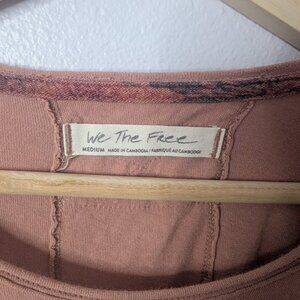 We The Free
MEDIUM MADE IN CAMBODIA / FABRIQUÉ AU CAMBODGE